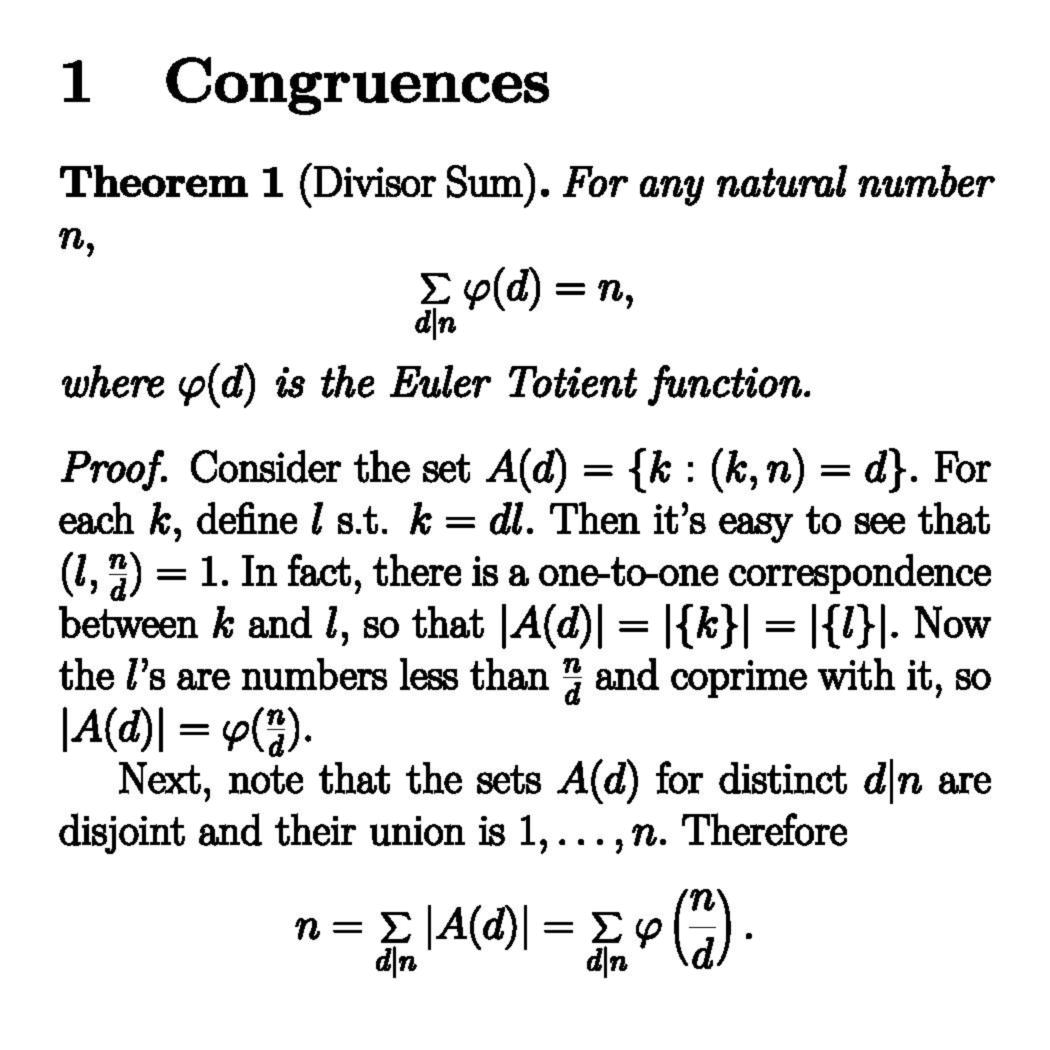 1 Congruences
Theorem 1 (Divisor Sum). For any natural number
n,
$\sum_{d|n} \varphi(d) = n,$
where $\varphi(d)$ is the Euler Totient function.
Proof. Consider the set $A(d) = \{k : (k, n) = d\}$. For
each $k$, define $l$ s.t. $k = dl$. Then it's easy to see that
$(l, \frac{n}{d}) = 1$. In fact, there is a one-to-one correspondence
between $k$ and $l$, so that $|A(d)| = |\{k\}| = |\{l\}|$. Now
the $l$'s are numbers less than $\frac{n}{d}$ and coprime with it, so
$|A(d)| = \varphi(\frac{n}{d})$.
Next, note that the sets $A(d)$ for distinct $d|n$ are
disjoint and their union is $1, \ldots, n$. Therefore
$n = \sum_{d|n} |A(d)| = \sum_{d|n} \varphi\left(\frac{n}{d}\right).$